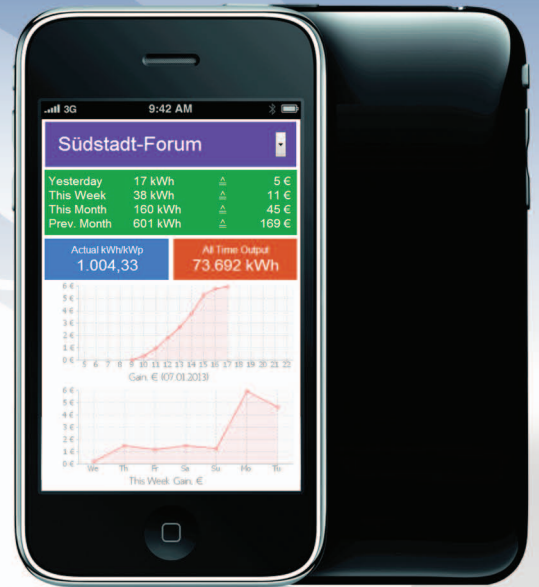 3G 9:42 AM
Südstadt-Forum
Yesterday 17 kWh ≙ 5 €
This Week 38 kWh ≙ 11 €
This Month 160 kWh ≙ 45 €
Prev. Month 601 kWh ≙ 169 €
Actual kWh/kWp All Time Output
1.004,33 73.692 kWh
6 €
5 €
4 €
3 €
2 €
1 €
0 €
5 6 7 8 9 10 11 12 13 14 15 16 17 18 19 20 21 22
Gain. € (07.01.2013)
6 €
5 €
4 €
3 €
2 €
1 €
0 €
We Th Fr Sa Su Mo Tu
This Week Gain. €